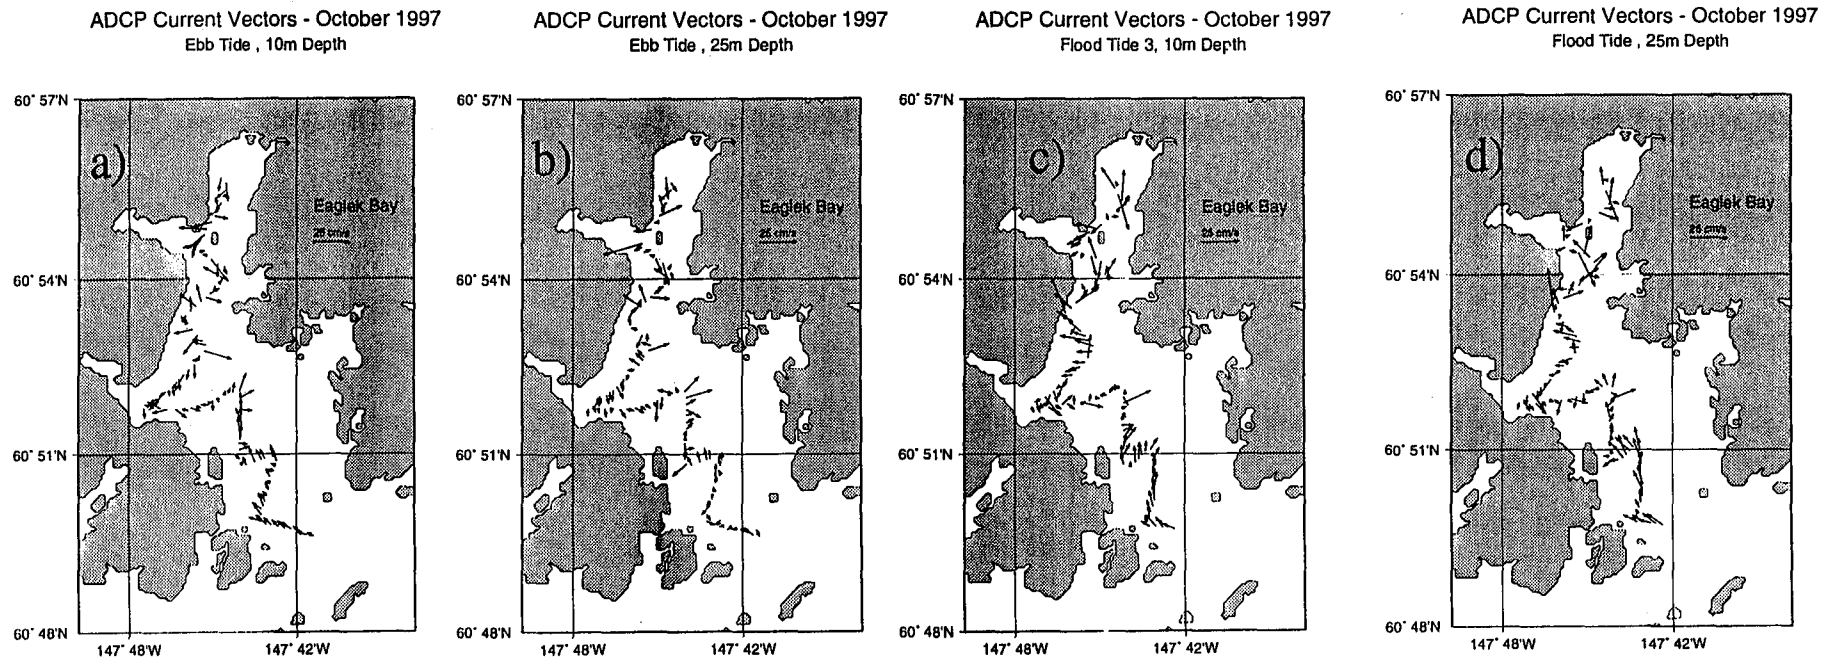 ADCP Current Vectors - October 1997
Ebb Tide , 10m Depth
60° 57'N
a)
Eaglek Bay
25 cm/s
60° 54'N
60° 51'N
60° 48'N
147° 48'W
147° 42'W
ADCP Current Vectors - October 1997
Ebb Tide , 25m Depth
60° 57'N
b)
Eaglek Bay
25 cm/s
60° 54'N
60° 51'N
60° 48'N
147° 48'W
147° 42'W
ADCP Current Vectors - October 1997
Flood Tide 3, 10m Depth
60° 57'N
c)
Eaglek Bay
25 cm/s
60° 54'N
60° 51'N
60° 48'N
147° 48'W
147° 42'W
ADCP Current Vectors - October 1997
Flood Tide , 25m Depth
60° 57'N
d)
Eaglek Bay
25 cm/s
60° 54'N
60° 51'N
60° 48'N
147° 48'W
147° 42'W